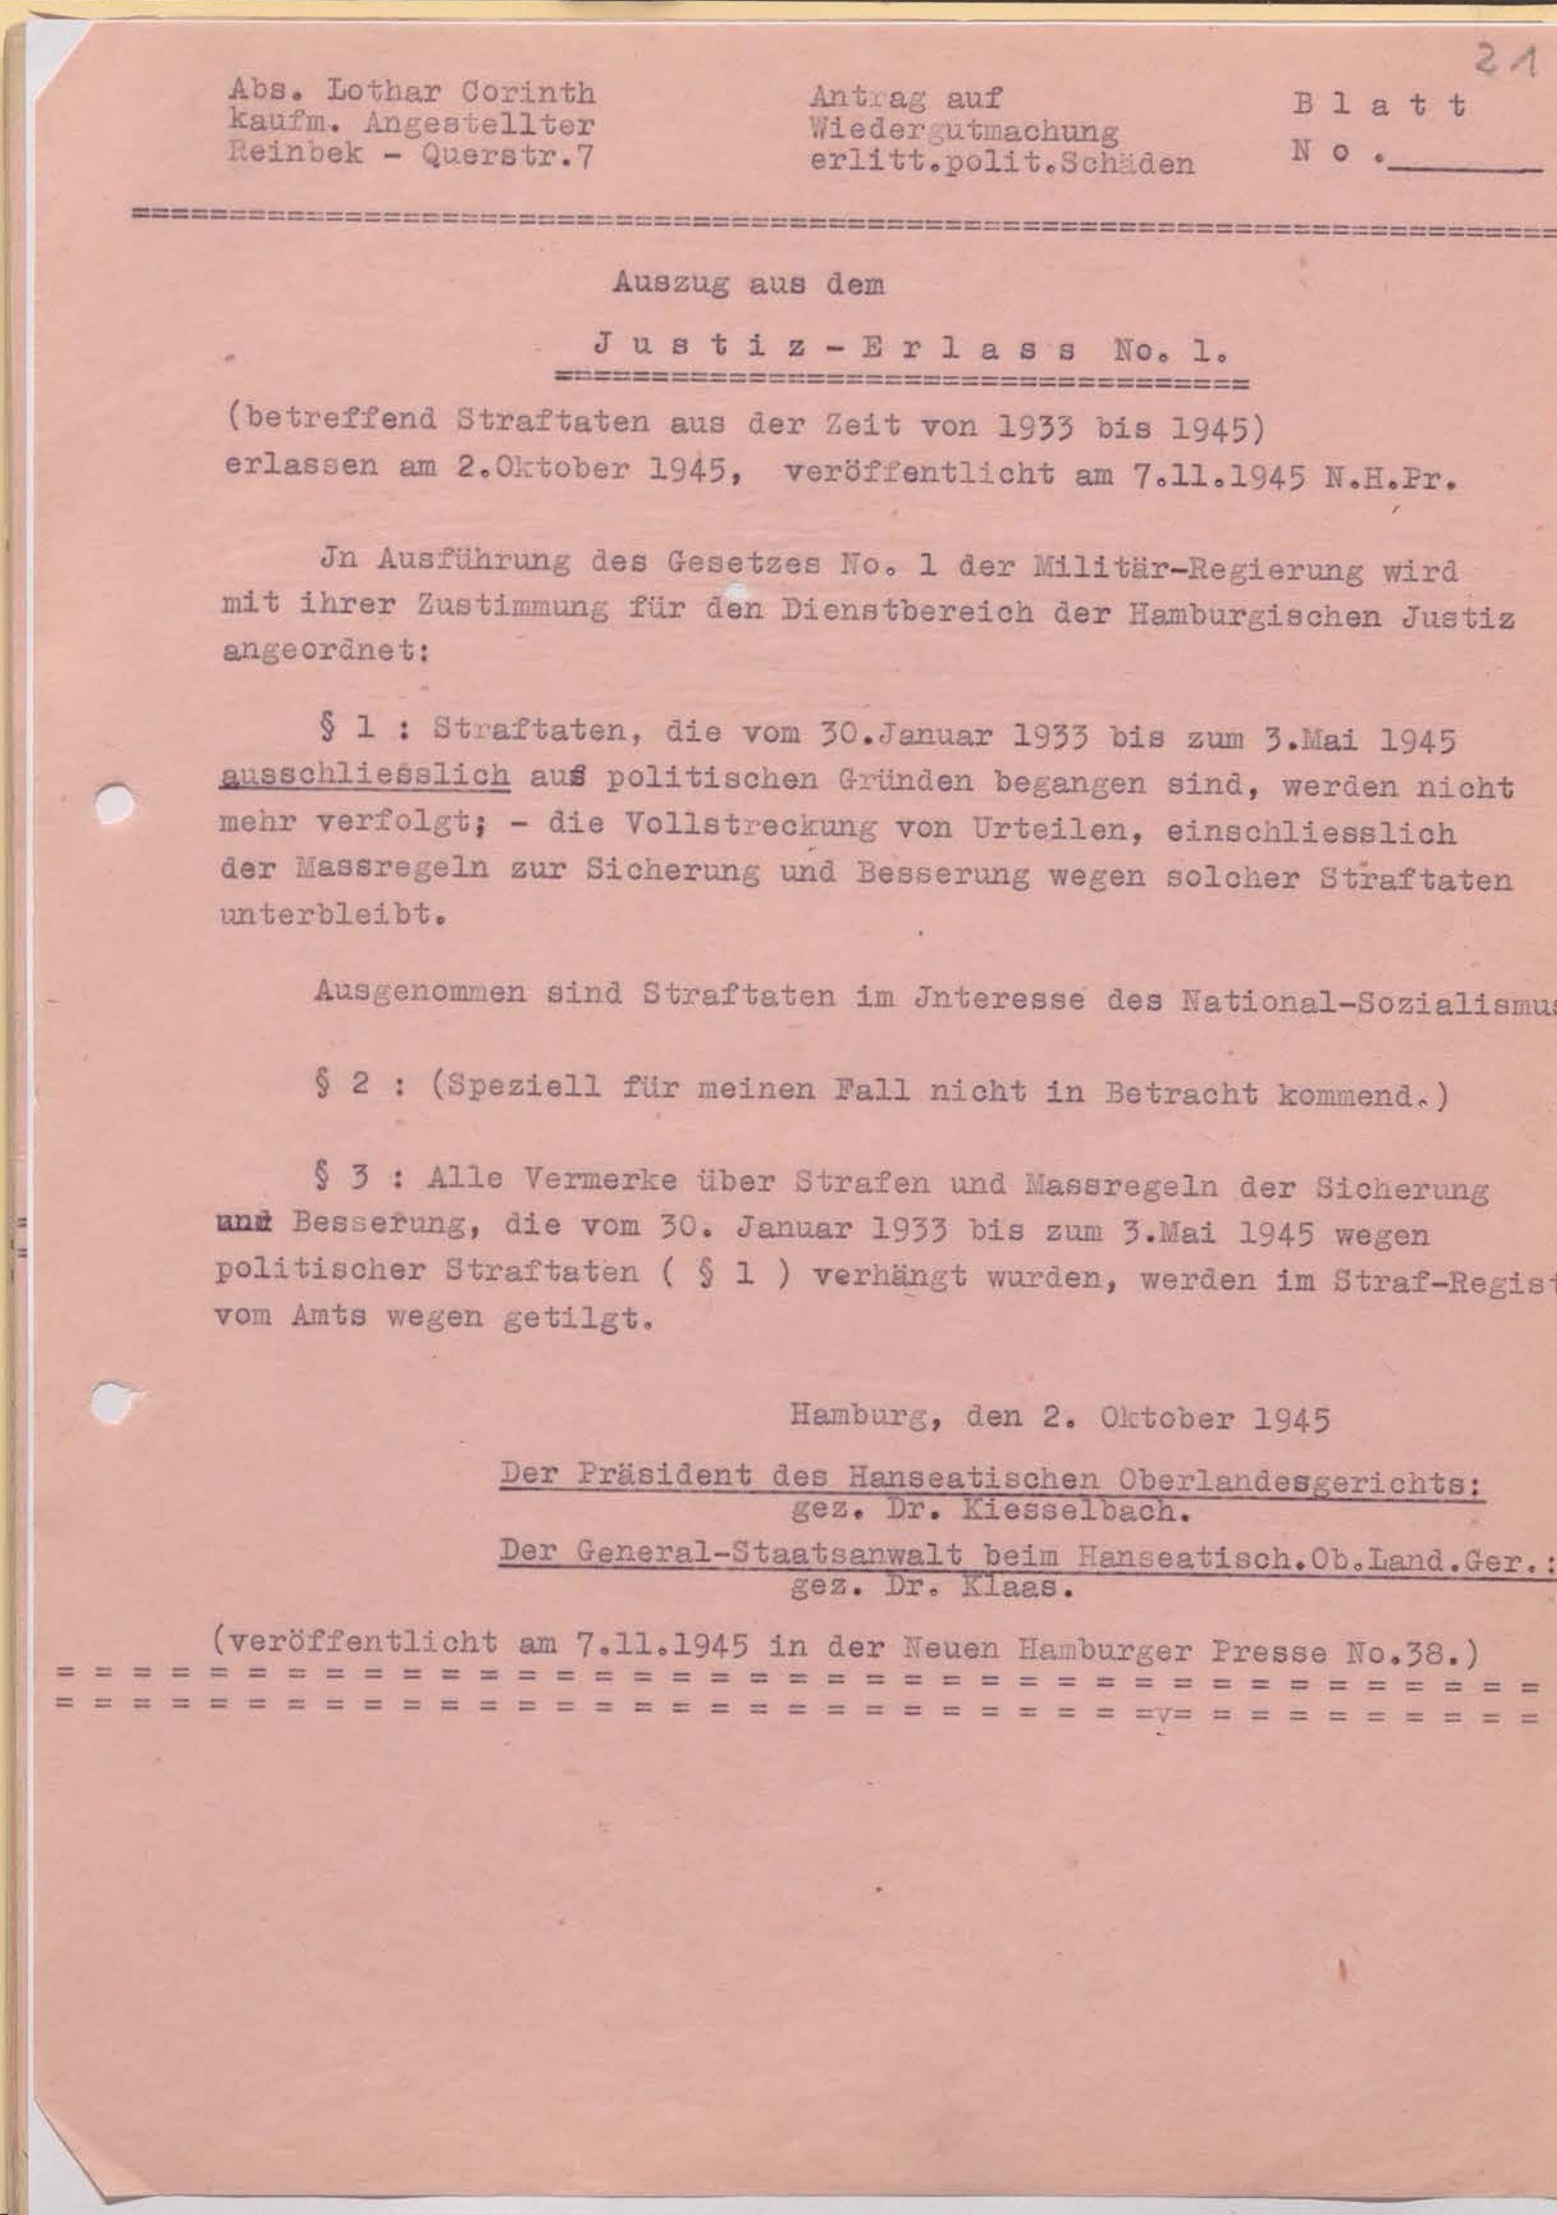 21
Abs. Lothar Corinth
kaufm. Angestellter
Reinbek - Querstr.7
Antrag auf
Wiedergutmachung
erlitt.polit.Schäden
B l a t t
N o .
Auszug aus dem
J u s t i z - E r l a s s No. 1.
(betreffend Straftaten aus der Zeit von 1933 bis 1945)
erlassen am 2.Oktober 1945, veröffentlicht am 7.11.1945 N.H.Pr.
Jn Ausführung des Gesetzes No. 1 der Militär-Regierung wird
mit ihrer Zustimmung für den Dienstbereich der Hamburgischen Justiz
angeordnet:
§ 1 : Straftaten, die vom 30.Januar 1933 bis zum 3.Mai 1945
ausschliesslich aus politischen Gründen begangen sind, werden nicht
mehr verfolgt; - die Vollstreckung von Urteilen, einschliesslich
der Massregeln zur Sicherung und Besserung wegen solcher Straftaten
unterbleibt.
Ausgenommen sind Straftaten im Jnteresse des National-Sozialismus
§ 2 : (Speziell für meinen Fall nicht in Betracht kommend.)
§ 3 : Alle Vermerke über Strafen und Massregeln der Sicherung
und Besserung, die vom 30. Januar 1933 bis zum 3.Mai 1945 wegen
politischer Straftaten ( § 1 ) verhängt wurden, werden im Straf-Regist
vom Amts wegen getilgt.
Hamburg, den 2. Oktober 1945
Der Präsident des Hanseatischen Oberlandesgerichts:
gez. Dr. Kiesselbach.
Der General-Staatsanwalt beim Hanseatisch.Ob.Land.Ger.:
gez. Dr. Klaas.
(veröffentlicht am 7.11.1945 in der Neuen Hamburger Presse No.38.)